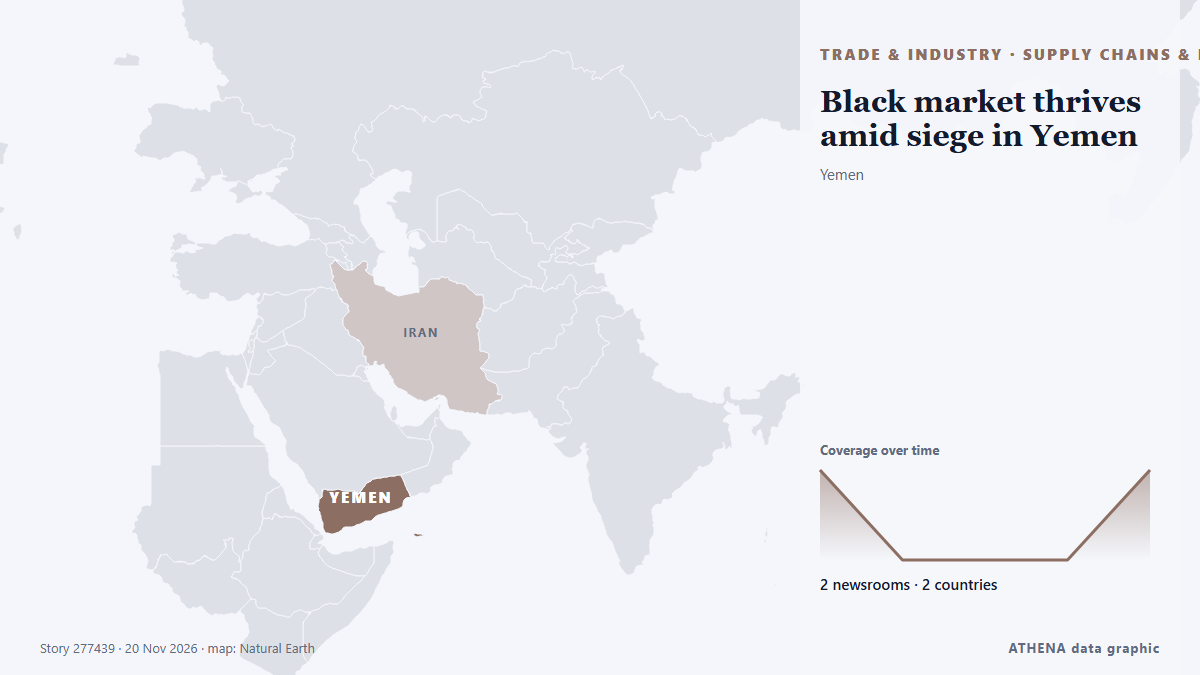 TRADE & INDUSTRY · SUPPLY CHAINS &
Black market thrives
amid siege in Yemen
Yemen
IRAN
YEMEN
Coverage over time
2 newsrooms · 2 countries
Story 277439 · 20 Nov 2026 · map: Natural Earth
ATHENA data graphic